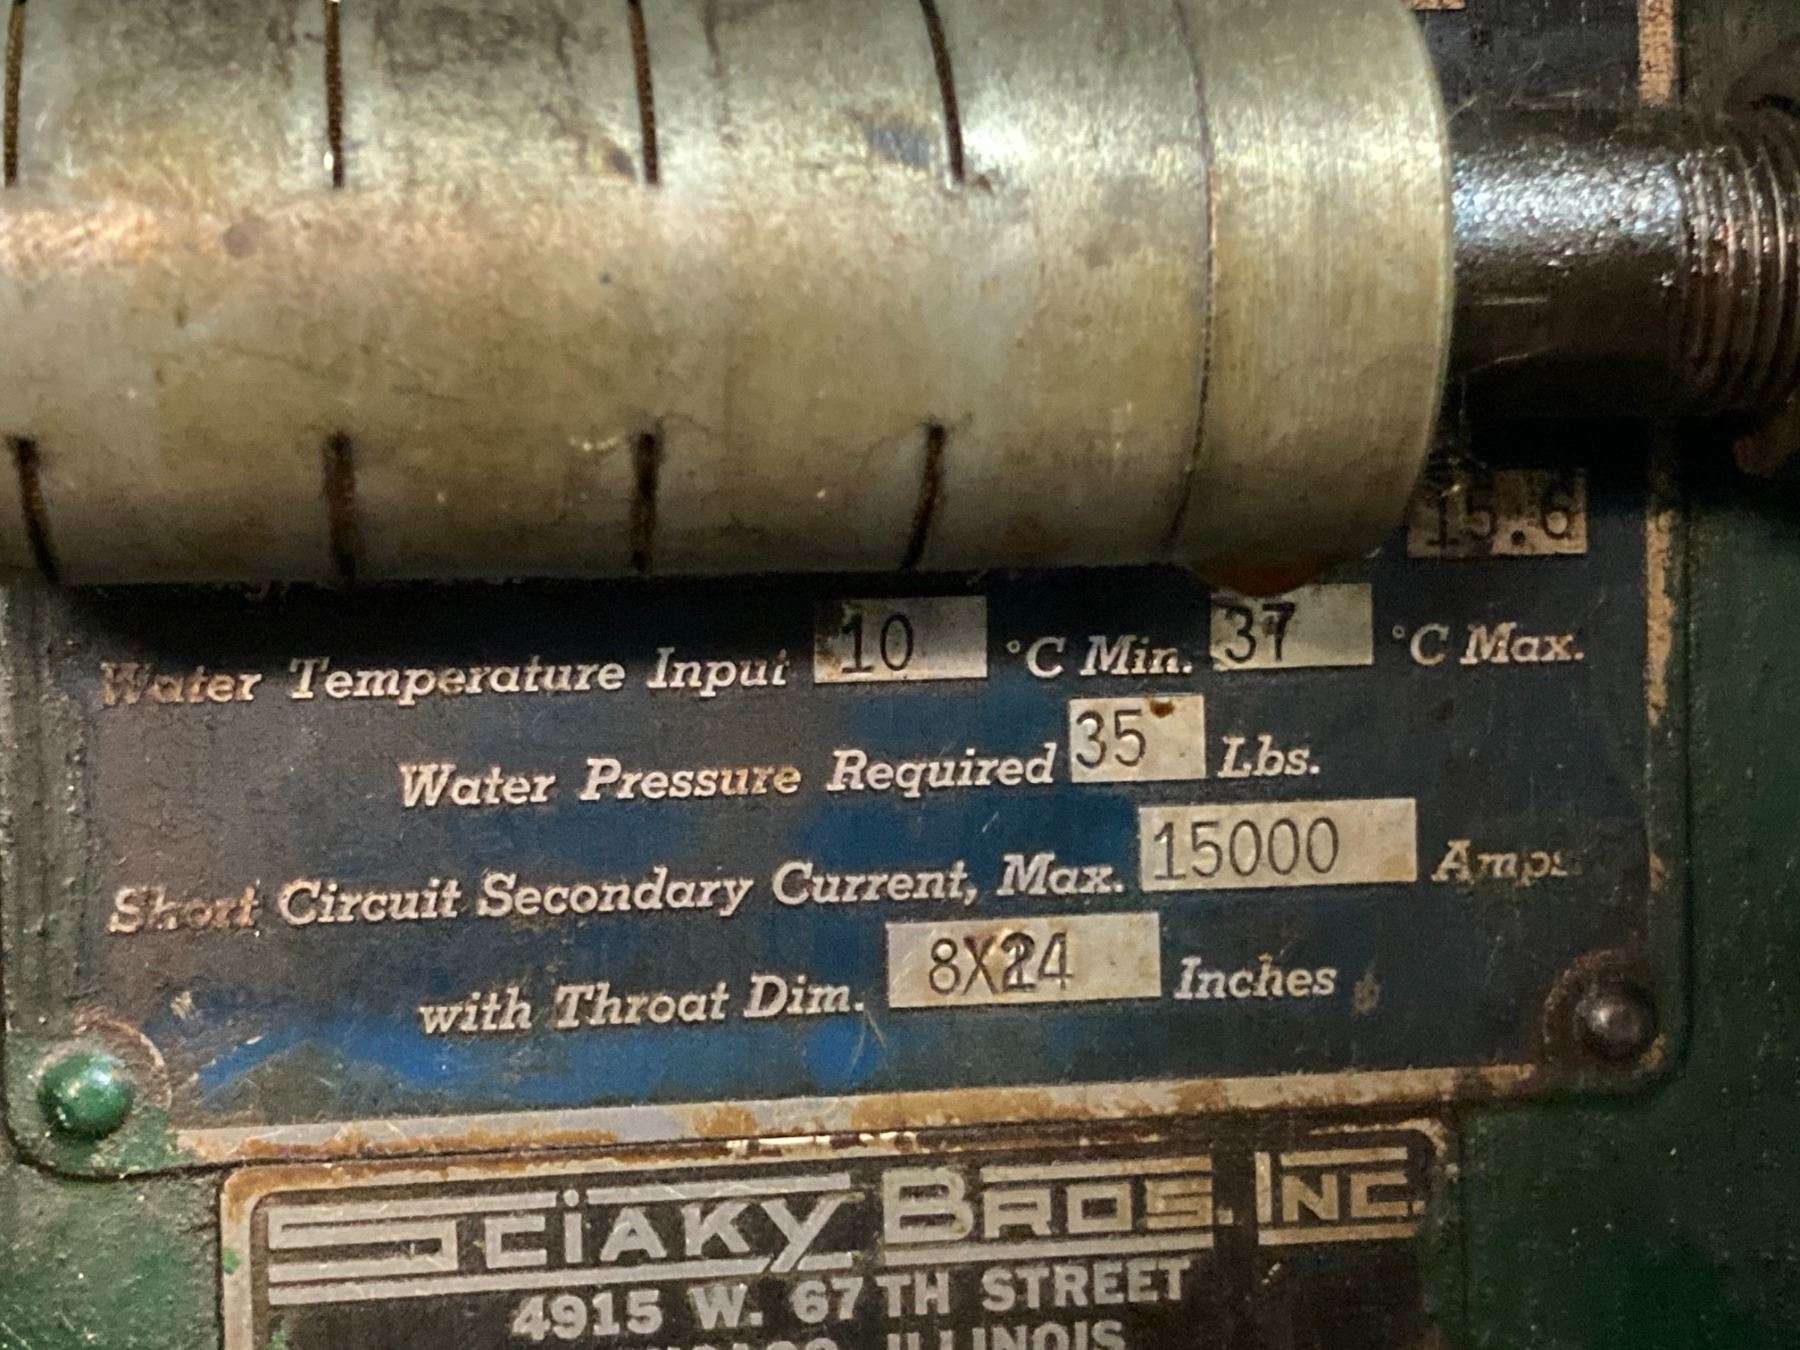 15.6
Water Temperature Input 10 °C Min. 37 °C Max.
Water Pressure Required 35 Lbs.
Short Circuit Secondary Current, Max. 15000 Amps.
with Throat Dim. 8X24 Inches
SCIAKY BROS. INC.
4915 W. 67TH STREET
ILLINOIS